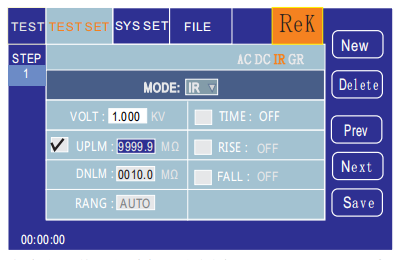 TEST TEST SET SYS SET FILE ReK
New
STEP
1
AC DC IR GR
MODE: IR
Delete
VOLT : 1.000 KV
TIME : OFF
UPLM : 9999.9 MΩ
RISE : OFF
Prev
DNLM : 0010.0 MΩ
FALL : OFF
Next
RANG : AUTO
Save
00:00:00